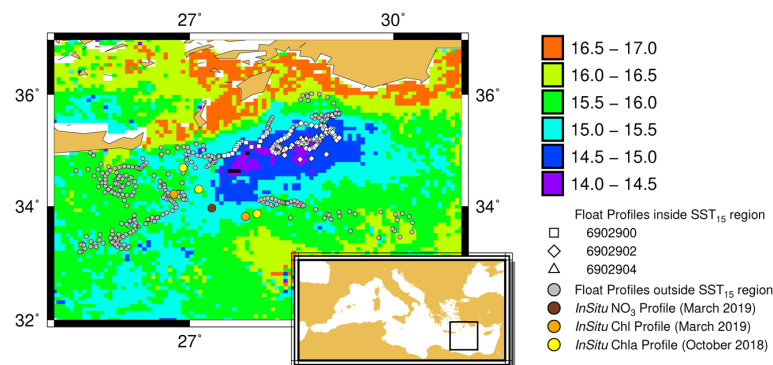 27° 30°
36° 36°
34° 34°
32° 32°
27°
16.5 – 17.0
16.0 – 16.5
15.5 – 16.0
15.0 – 15.5
14.5 – 15.0
14.0 – 14.5
Float Profiles inside SST15 region
6902900
6902902
6902904
Float Profiles outside SST15 region
InSitu NO3 Profile (March 2019)
InSitu Chl Profile (March 2019)
InSitu Chla Profile (October 2018)